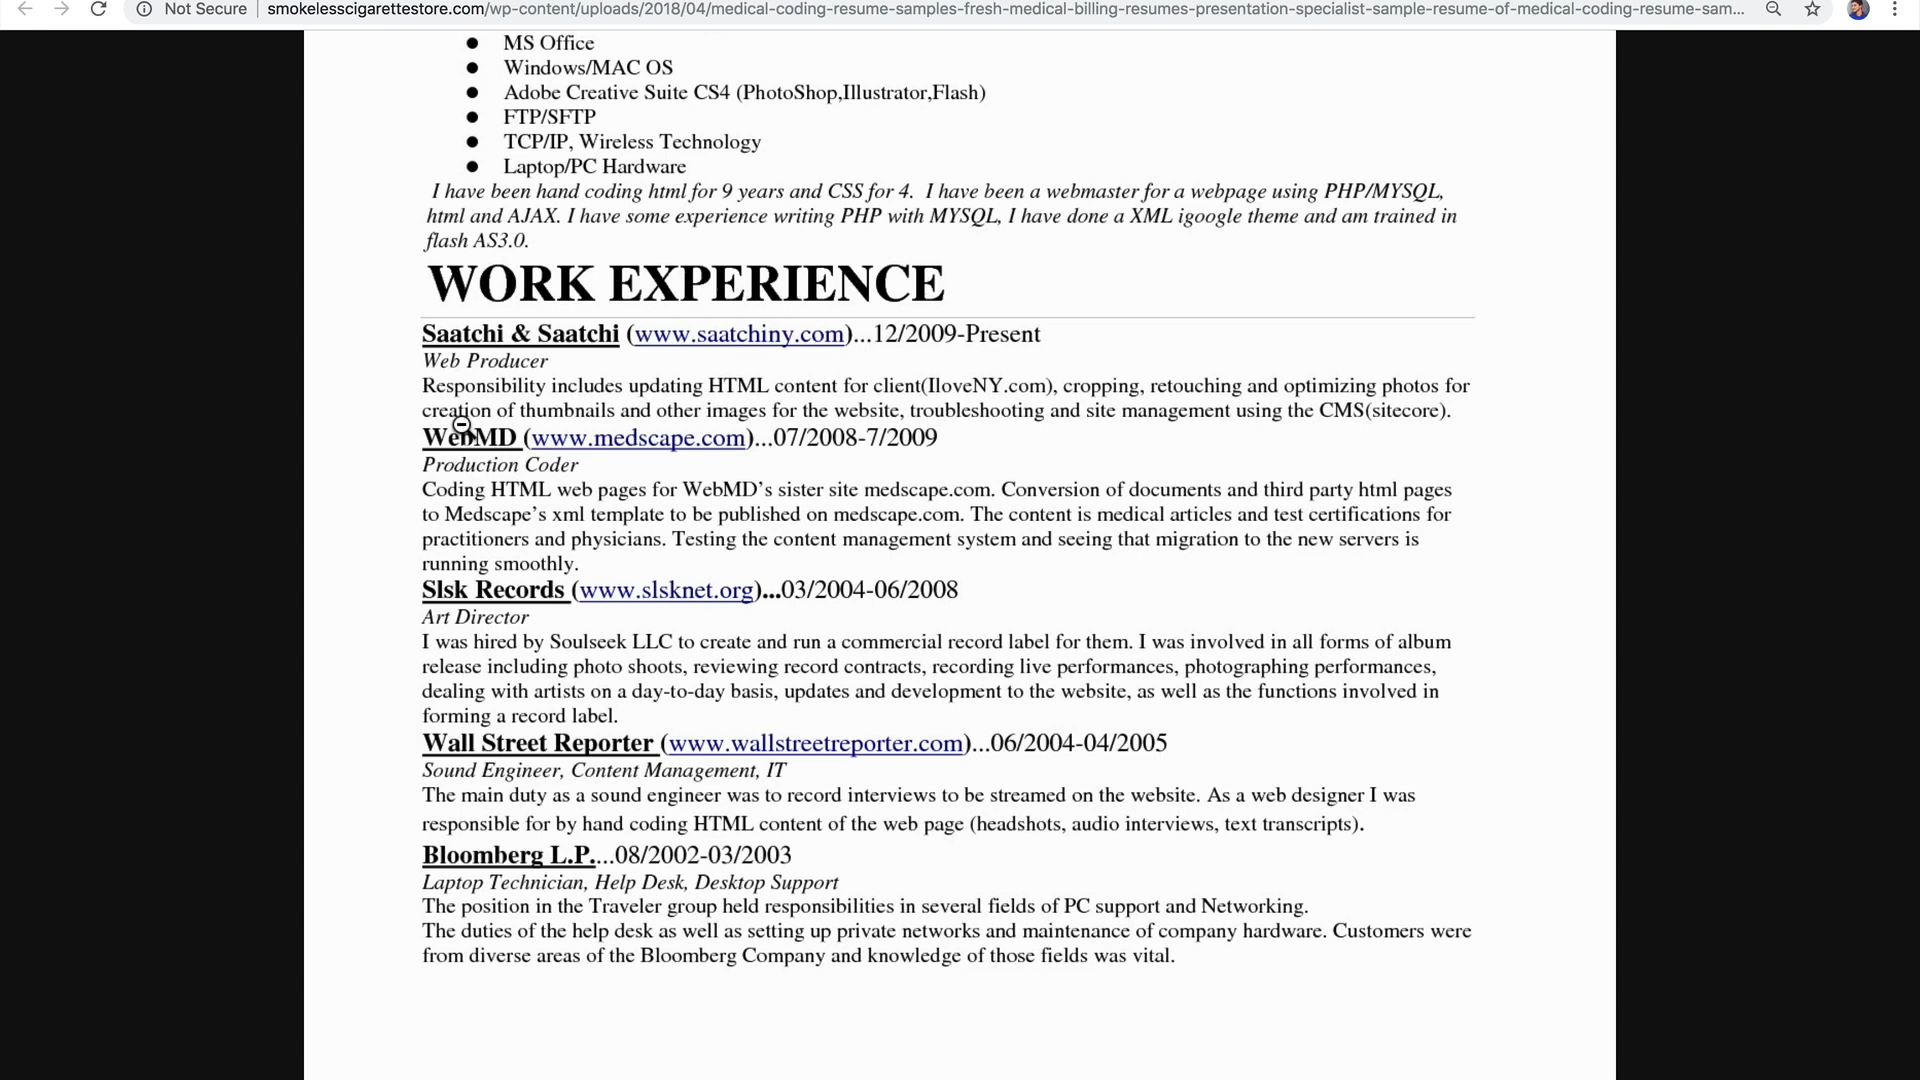 Not Secure smokelesscigarettestore.com/wp-content/uploads/2018/04/medical-coding-resume-samples-fresh-medical-billing-resumes-presentation-specialist-sample-resume-of-medical-coding-resume-sam...
MS Office
Windows/MAC OS
Adobe Creative Suite CS4 (PhotoShop,Illustrator,Flash)
FTP/SFTP
TCP/IP, Wireless Technology
Laptop/PC Hardware
I have been hand coding html for 9 years and CSS for 4. I have been a webmaster for a webpage using PHP/MYSQL,
html and AJAX. I have some experience writing PHP with MYSQL, I have done a XML igoogle theme and am trained in
flash AS3.0.
WORK EXPERIENCE
Saatchi & Saatchi (www.saatchiny.com)...12/2009-Present
Web Producer
Responsibility includes updating HTML content for client(IloveNY.com), cropping, retouching and optimizing photos for
creation of thumbnails and other images for the website, troubleshooting and site management using the CMS(sitecore).
WebMD (www.medscape.com)...07/2008-7/2009
Production Coder
Coding HTML web pages for WebMD's sister site medscape.com. Conversion of documents and third party html pages
to Medscape's xml template to be published on medscape.com. The content is medical articles and test certifications for
practitioners and physicians. Testing the content management system and seeing that migration to the new servers is
running smoothly.
Slsk Records (www.slsknet.org)...03/2004-06/2008
Art Director
I was hired by Soulseek LLC to create and run a commercial record label for them. I was involved in all forms of album
release including photo shoots, reviewing record contracts, recording live performances, photographing performances,
dealing with artists on a day-to-day basis, updates and development to the website, as well as the functions involved in
forming a record label.
Wall Street Reporter (www.wallstreetreporter.com)...06/2004-04/2005
Sound Engineer, Content Management, IT
The main duty as a sound engineer was to record interviews to be streamed on the website. As a web designer I was
responsible for by hand coding HTML content of the web page (headshots, audio interviews, text transcripts).
Bloomberg L.P....08/2002-03/2003
Laptop Technician, Help Desk, Desktop Support
The position in the Traveler group held responsibilities in several fields of PC support and Networking.
The duties of the help desk as well as setting up private networks and maintenance of company hardware. Customers were
from diverse areas of the Bloomberg Company and knowledge of those fields was vital.